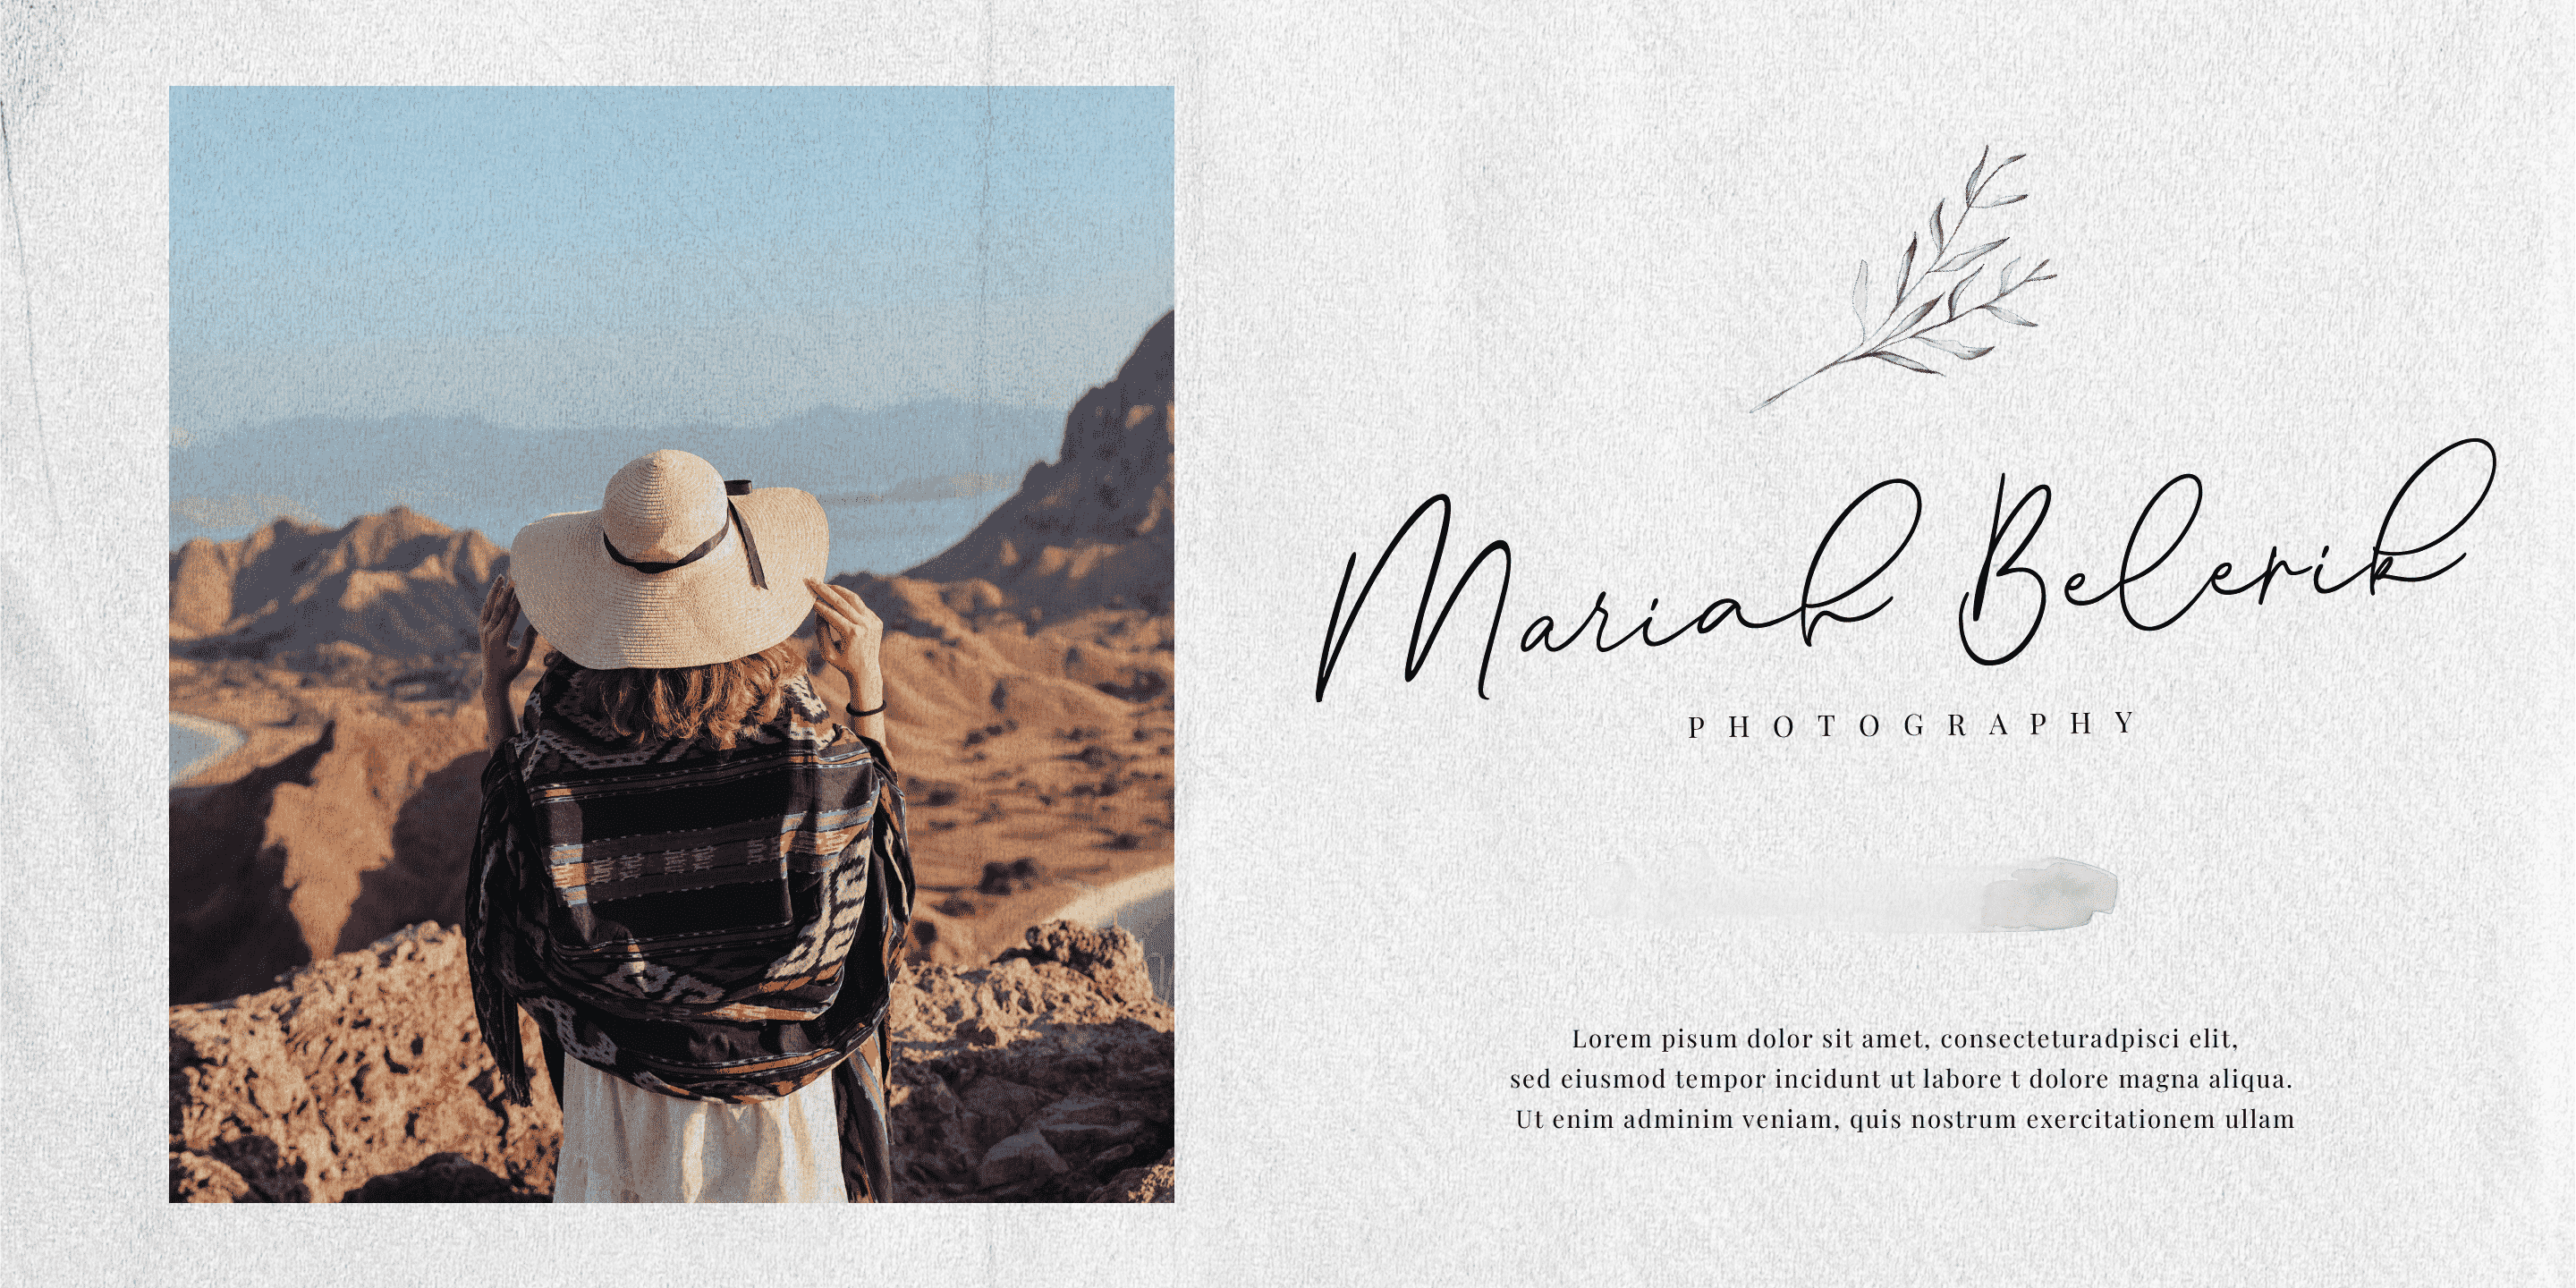 Mariah Belerik
PHOTOGRAPHY
Lorem pisum dolor sit amet, consecteturadpisci elit,
sed eiusmod tempor incidunt ut labore t dolore magna aliqua.
Ut enim adminim veniam, quis nostrum exercitationem ullam